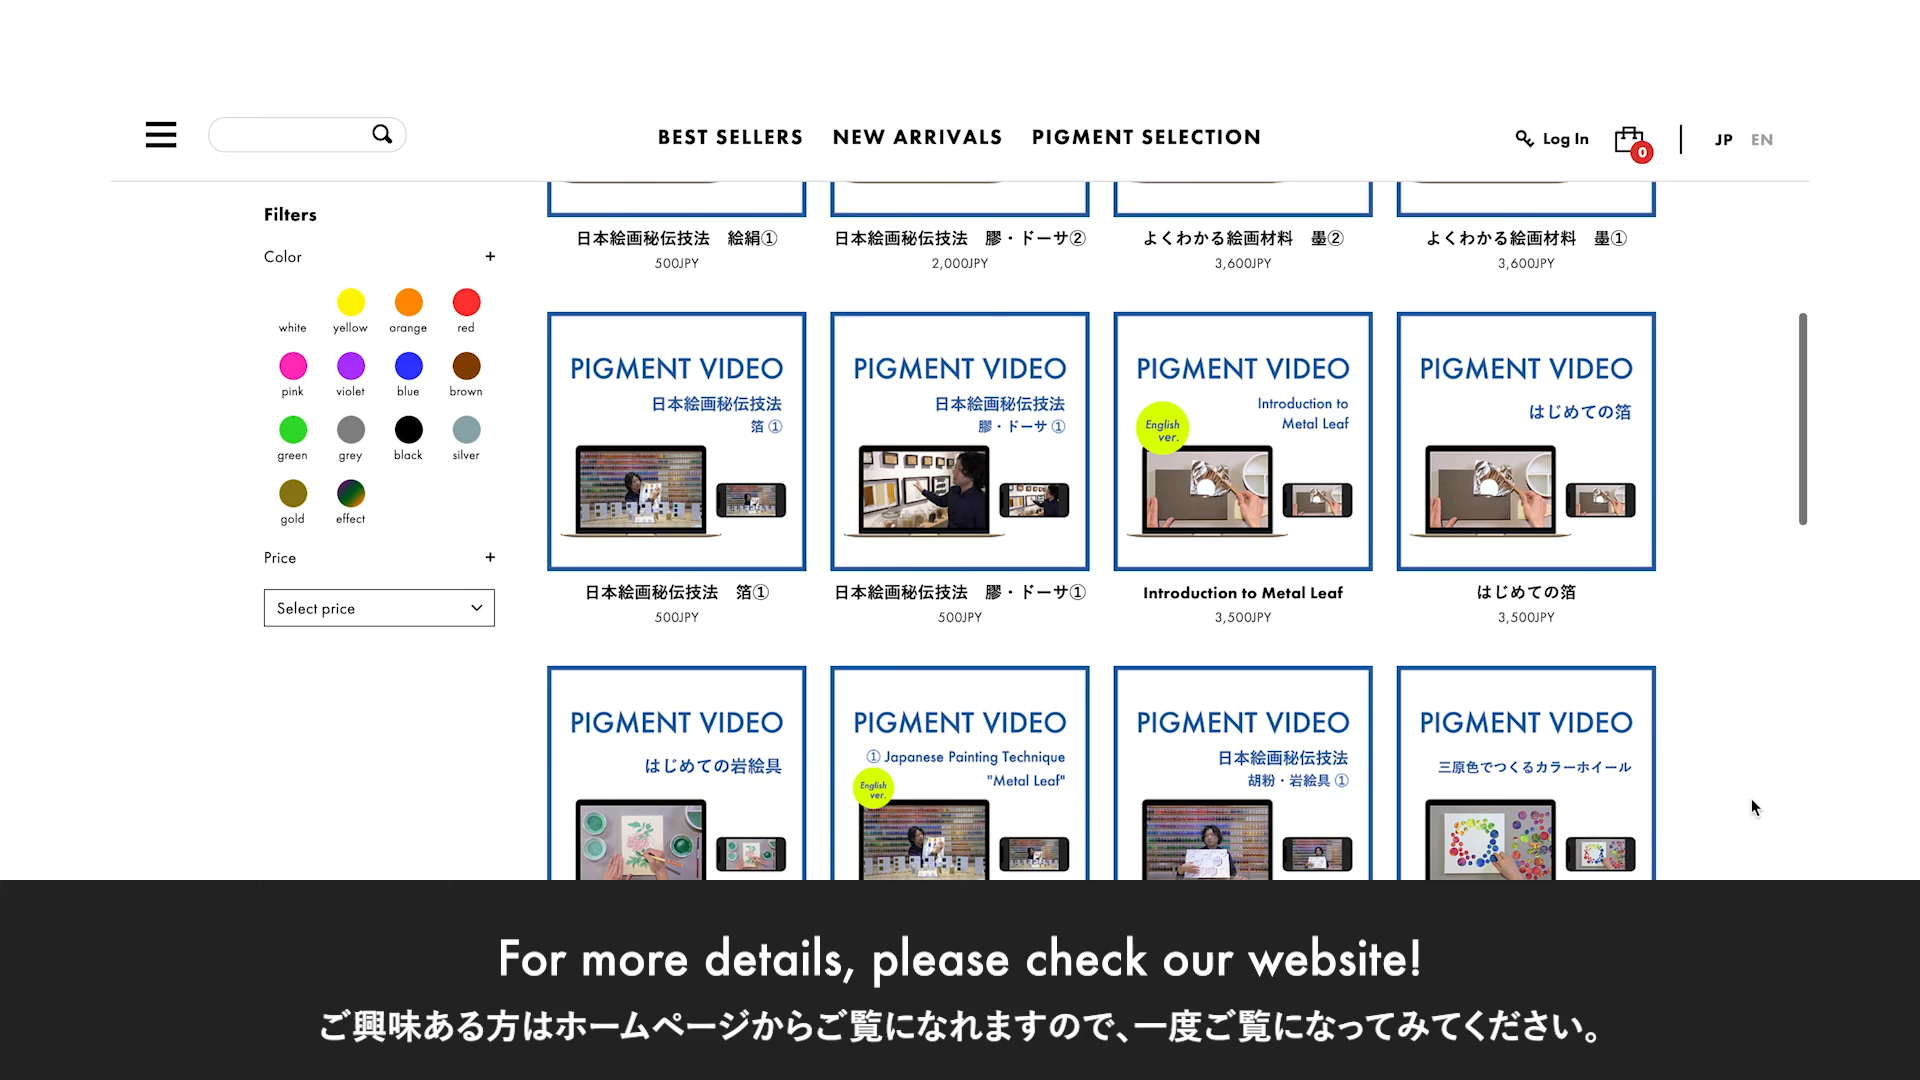 BEST SELLERS NEW ARRIVALS PIGMENT SELECTION
Log In
0
JP EN
Filters
Color +
white yellow orange red
pink violet blue brown
green grey black silver
gold effect
Price +
Select price
日本絵画秘伝技法 絵絹①
500JPY
日本絵画秘伝技法 膠・ドーサ②
2,000JPY
よくわかる絵画材料 墨②
3,600JPY
よくわかる絵画材料 墨①
3,600JPY
PIGMENT VIDEO
日本絵画秘伝技法
箔 ①
日本絵画秘伝技法 箔①
500JPY
PIGMENT VIDEO
日本絵画秘伝技法
膠・ドーサ ①
日本絵画秘伝技法 膠・ドーサ①
500JPY
PIGMENT VIDEO
Introduction to
Metal Leaf
English
ver.
Introduction to Metal Leaf
3,500JPY
PIGMENT VIDEO
はじめての箔
はじめての箔
3,500JPY
PIGMENT VIDEO
はじめての岩絵具
PIGMENT VIDEO
① Japanese Painting Technique
"Metal Leaf"
English
ver.
PIGMENT VIDEO
日本絵画秘伝技法
胡粉・岩絵具 ①
PIGMENT VIDEO
三原色でつくるカラーホイール
For more details, please check our website!
ご興味ある方はホームページからご覧になれますので、一度ご覧になってみてください。